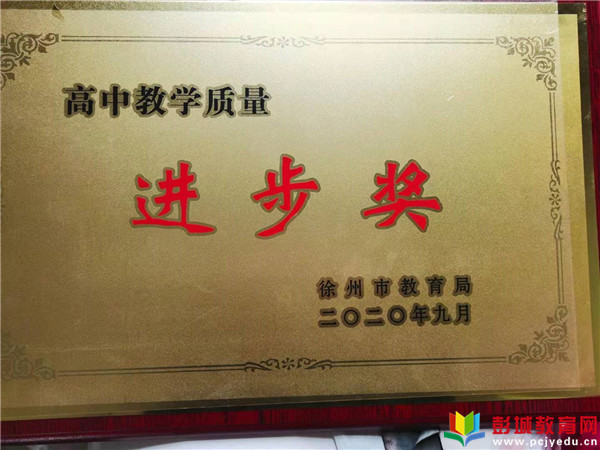 高中教学质量
进步奖
徐州市教育局
二〇二〇年九月
彭城教育网
www.pcjyedu.cn